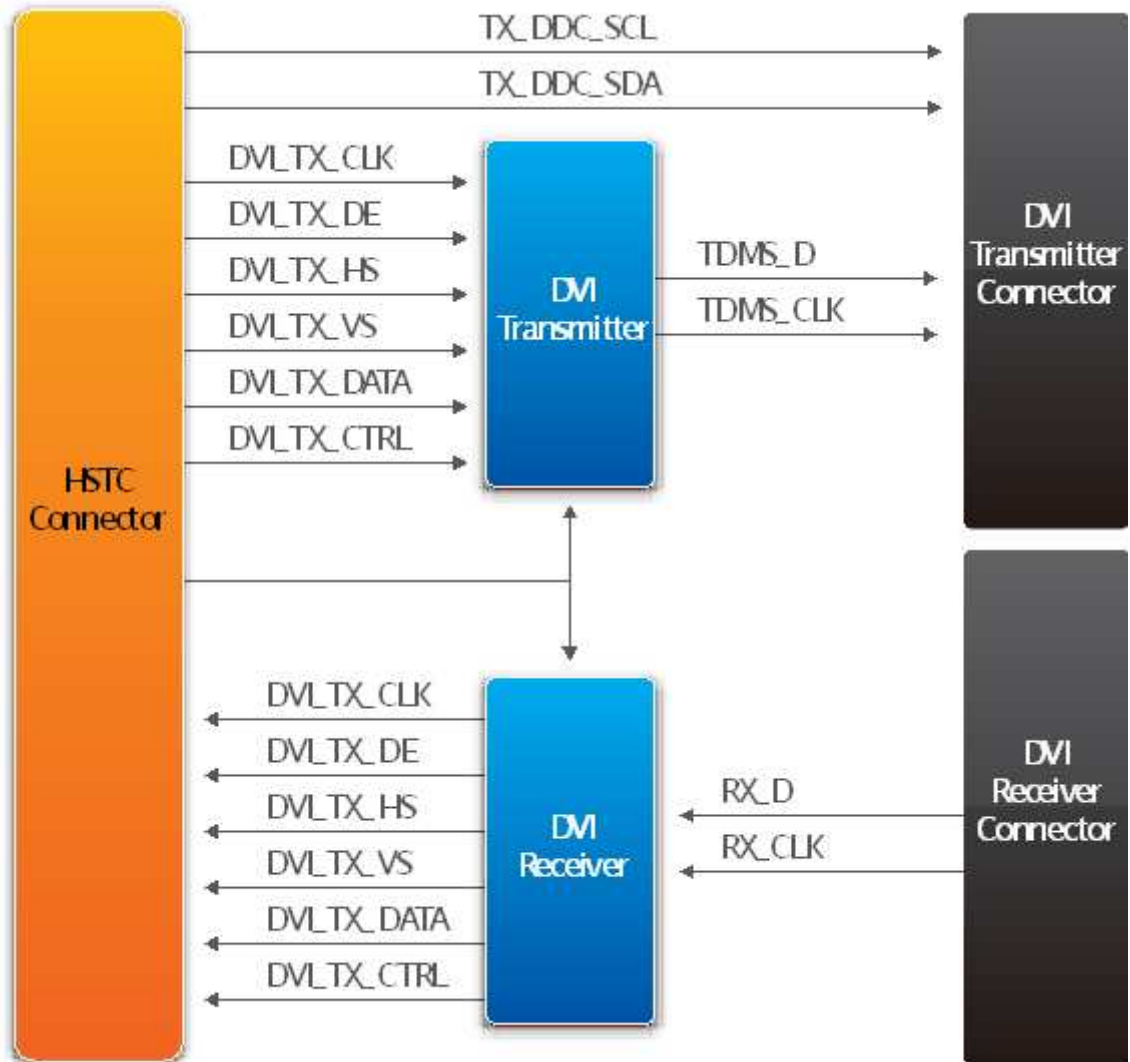 TX_DDC_SCL
TX_DDC_SDA
DVI_TX_CLK
DVI_TX_DE
DVI_TX_HS
DVI_TX_VS
DVI_TX_DATA
DVI_TX_CTRL
HSTC
Connector
DVI
Transmitter
TDMS_D
TDMS_CLK
DVI
Transmitter
Connector
DVI_TX_CLK
DVI_TX_DE
DVI_TX_HS
DVI_TX_VS
DVI_TX_DATA
DVI_TX_CTRL
DVI
Receiver
RX_D
RX_CLK
DVI
Receiver
Connector